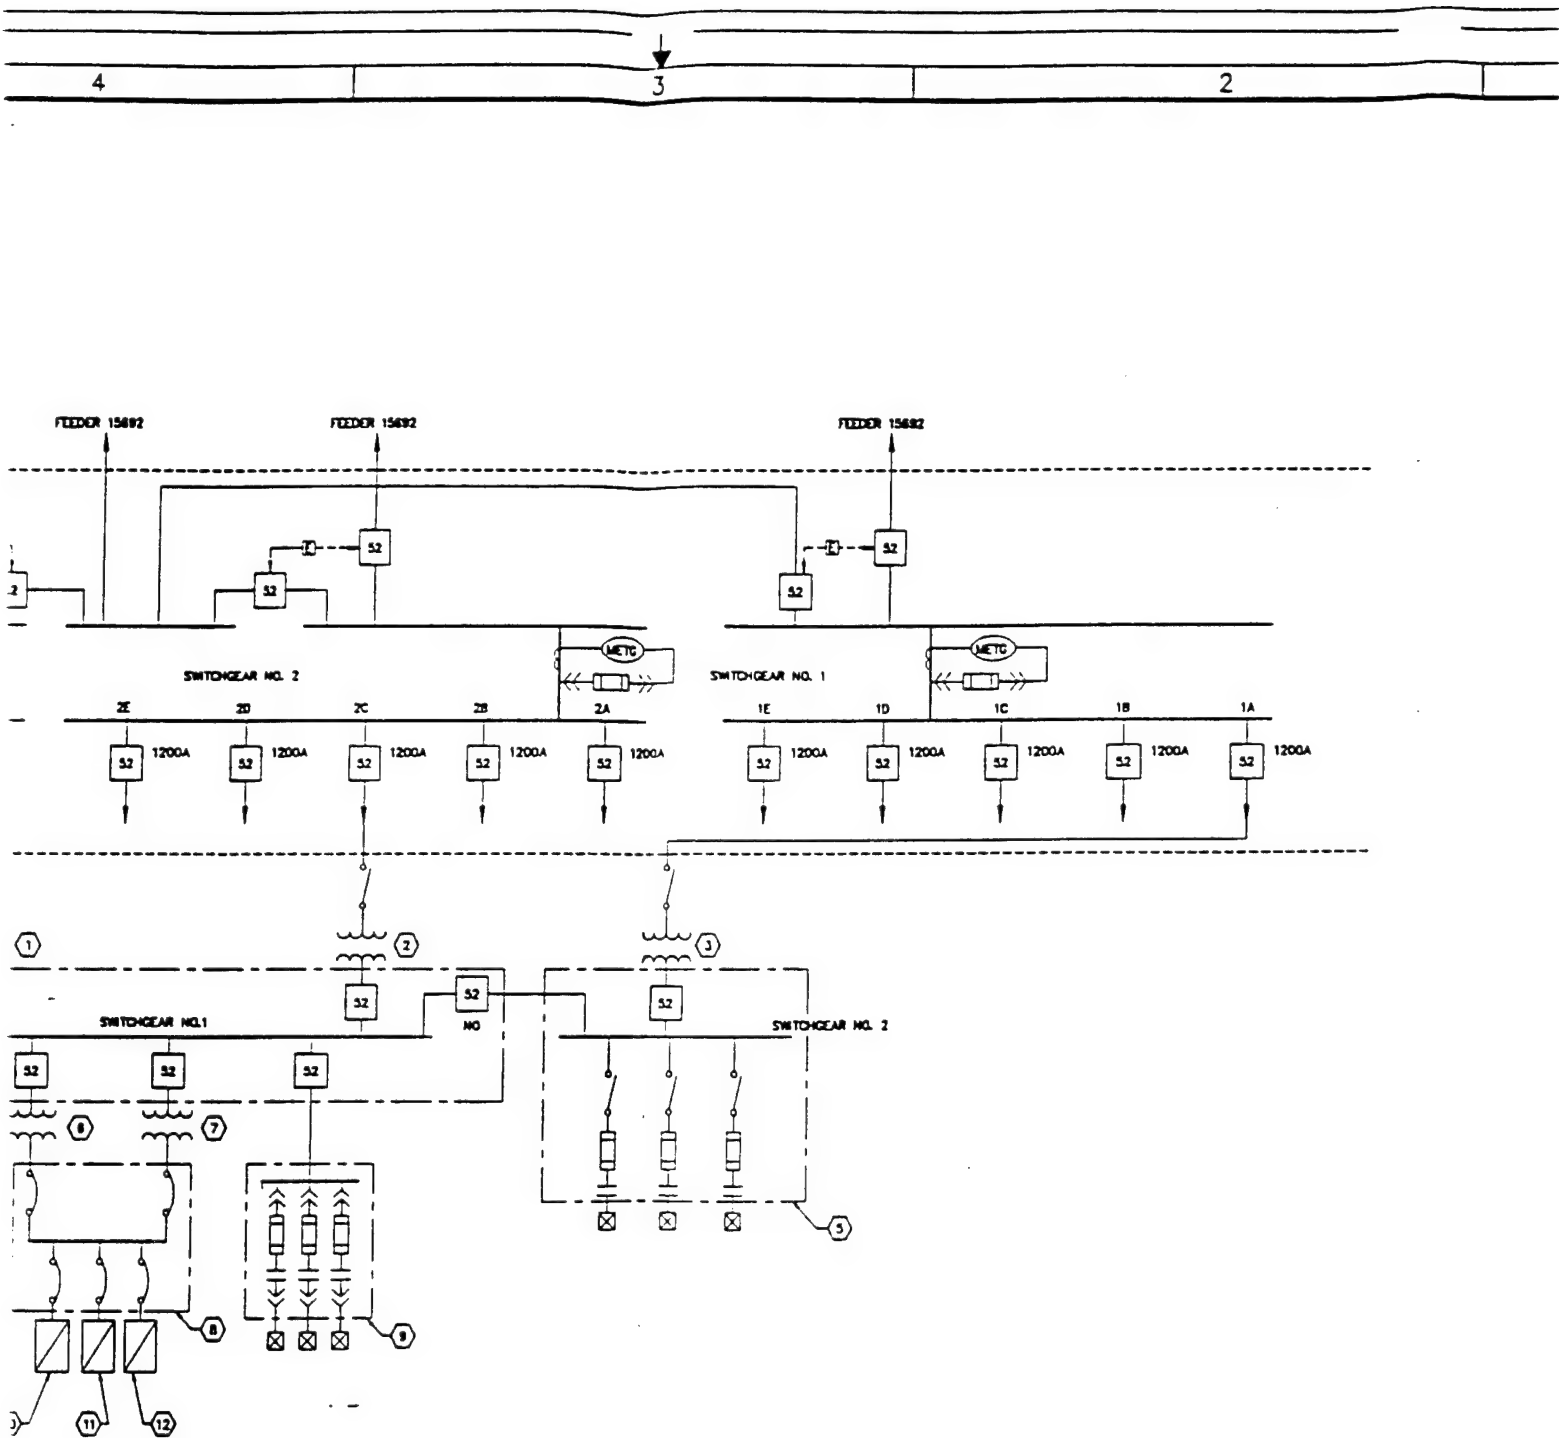 4 3 2
FEEDER 15692 FEEDER 15692 FEEDER 15692
52 E 52
E 52
2 52
METG METG
SWITCHGEAR NO. 2 SWITCHGEAR NO. 1
2E 2D 2C 2B 2A 1E 1D 1C 1B 1A
52 1200A 52 1200A 52 1200A 52 1200A 52 1200A 52 1200A 52 1200A 52 1200A 52 1200A 52 1200A
1 2 3
52 52 52
SWITCHGEAR NO.1 NO SWITCHGEAR NO. 2
52 52 52
6 7
5
8 9
11 12